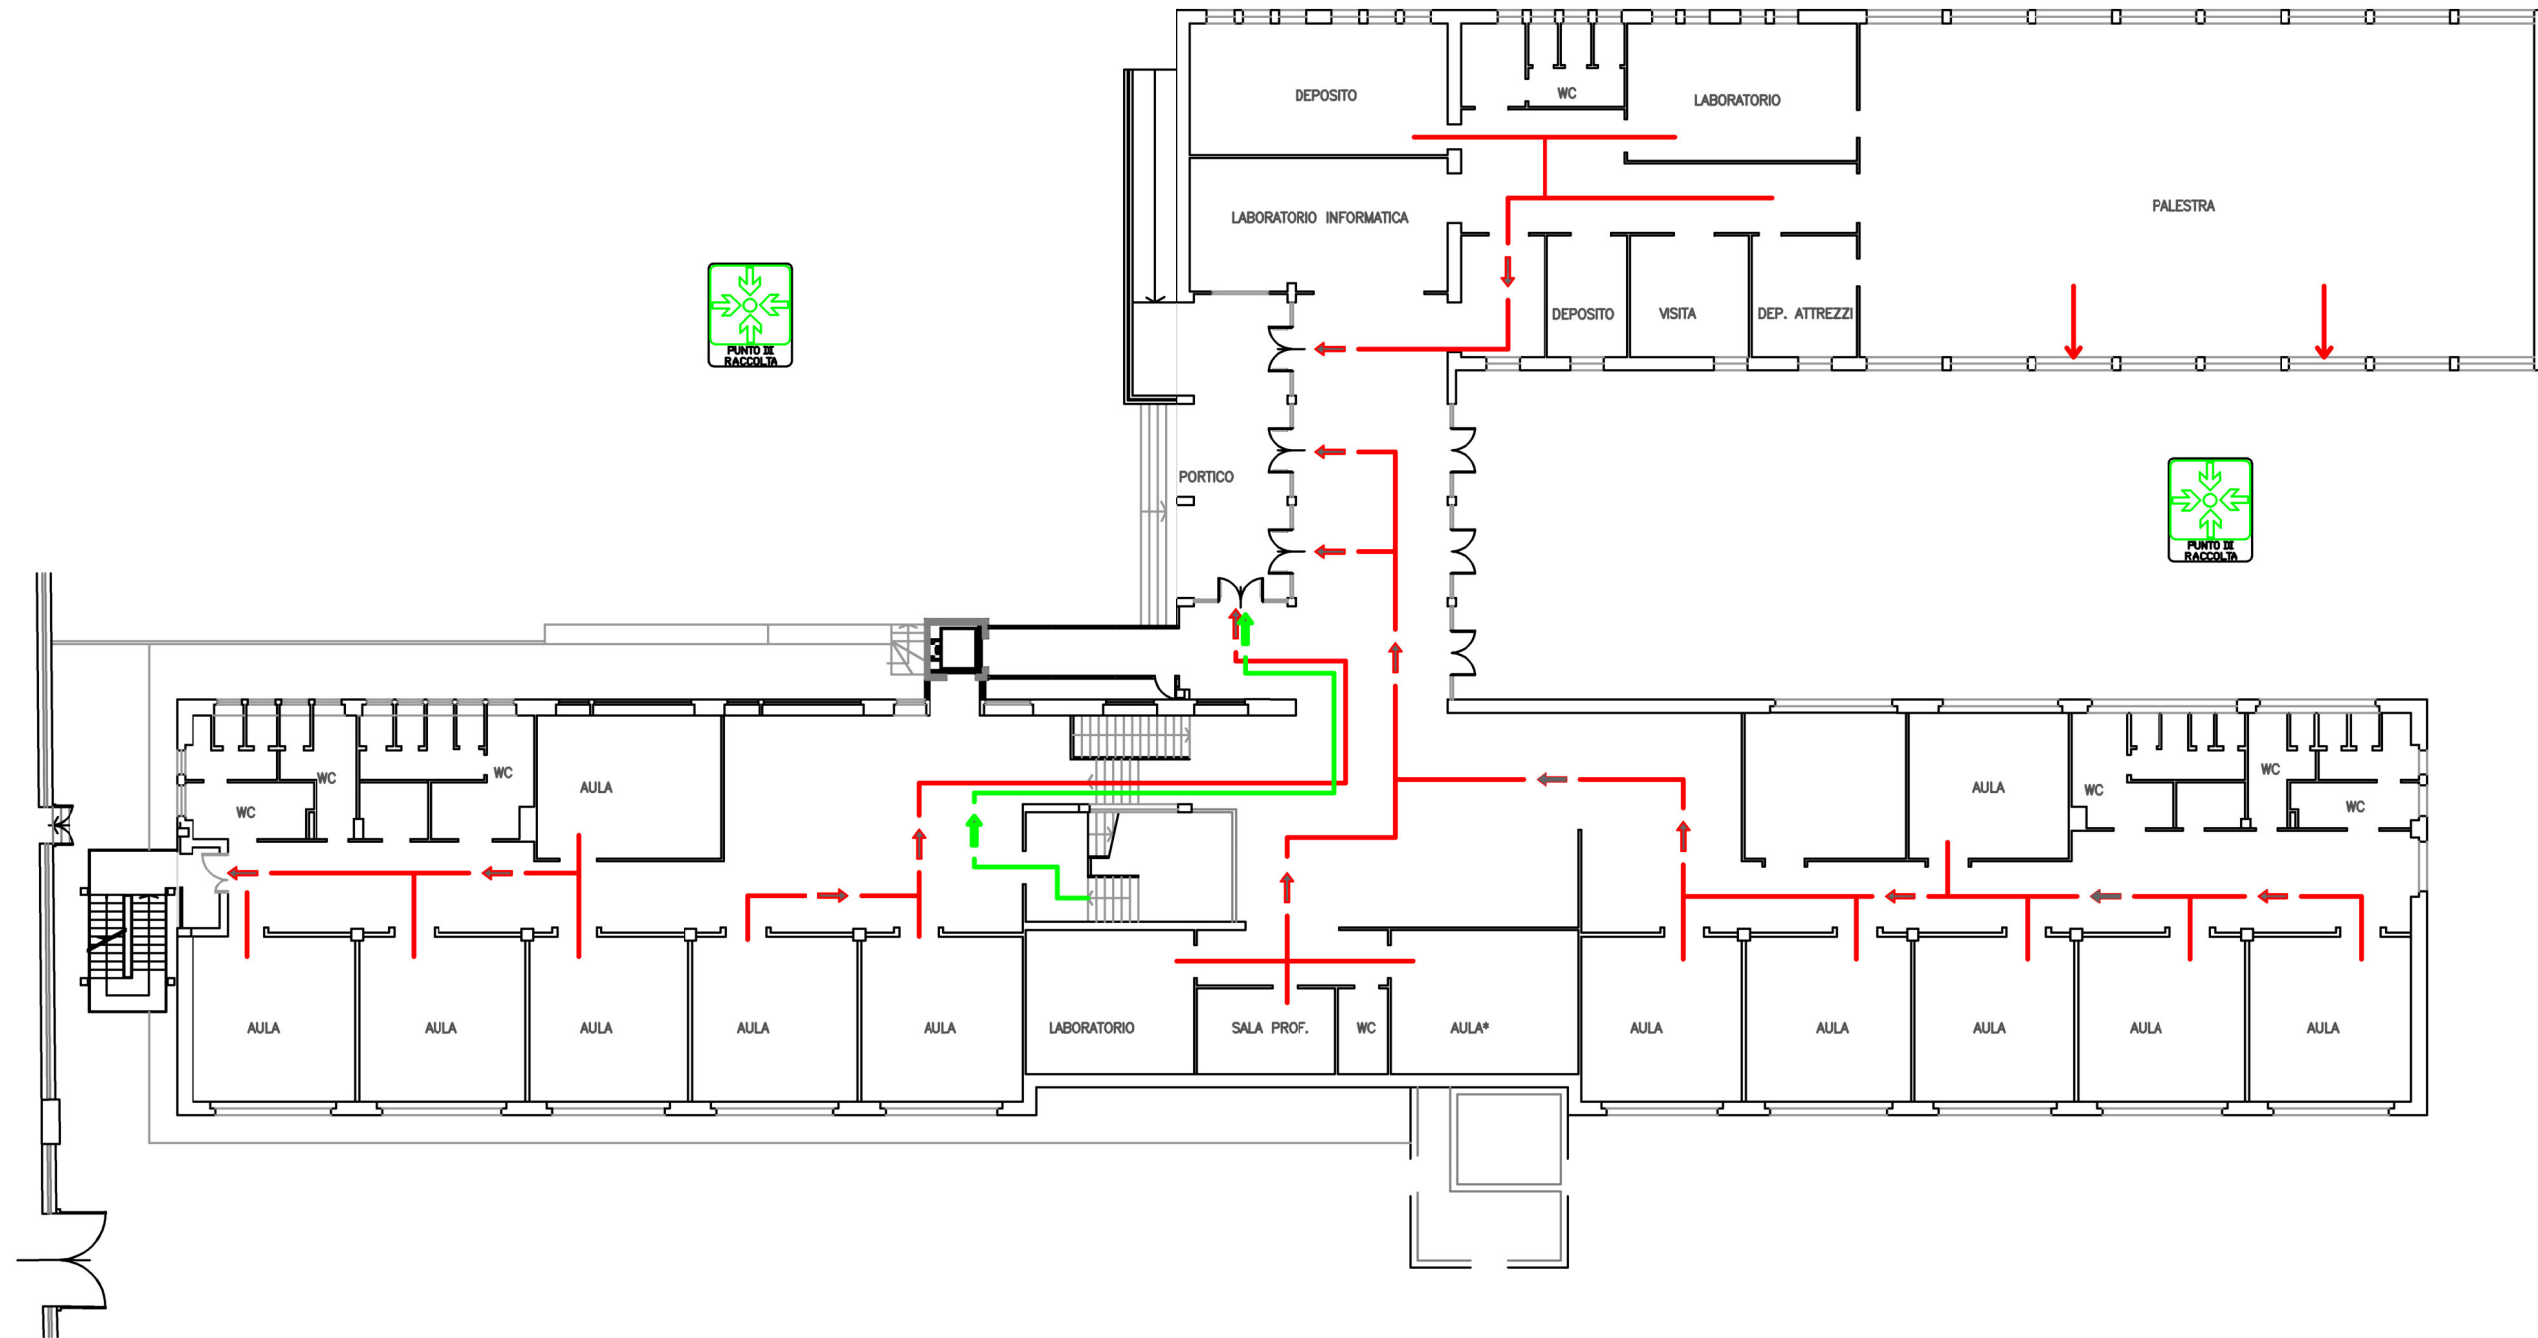 DEPOSITO
WC
LABORATORIO
LABORATORIO INFORMATICA
PALESTRA
DEPOSITO
VISITA
DEP. ATTREZZI
PUNTO DI
RACCOLTA
PORTICO
PUNTO DI
RACCOLTA
WC
WC
WC
AULA
AULA
WC
WC
WC
AULA
AULA
AULA
AULA
AULA
LABORATORIO
SALA PROF.
WC
AULA*
AULA
AULA
AULA
AULA
AULA